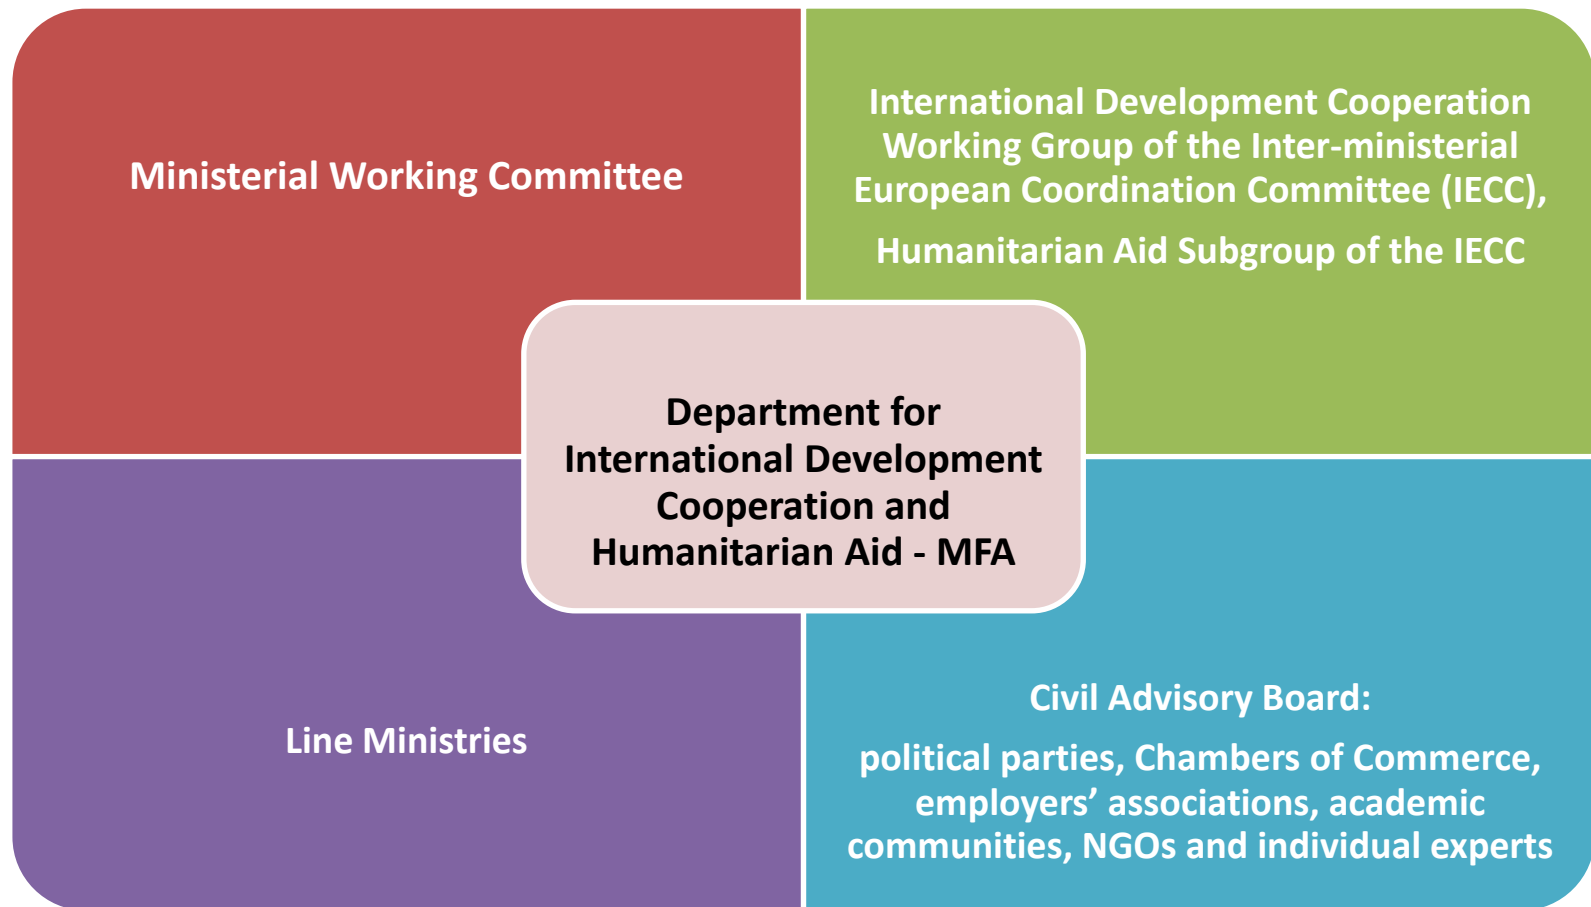 Ministerial Working Committee
International Development Cooperation
Working Group of the Inter-ministerial
European Coordination Committee (IECC),
Humanitarian Aid Subgroup of the IECC
Department for
International Development
Cooperation and
Humanitarian Aid - MFA
Line Ministries
Civil Advisory Board:
political parties, Chambers of Commerce,
employers’ associations, academic
communities, NGOs and individual experts